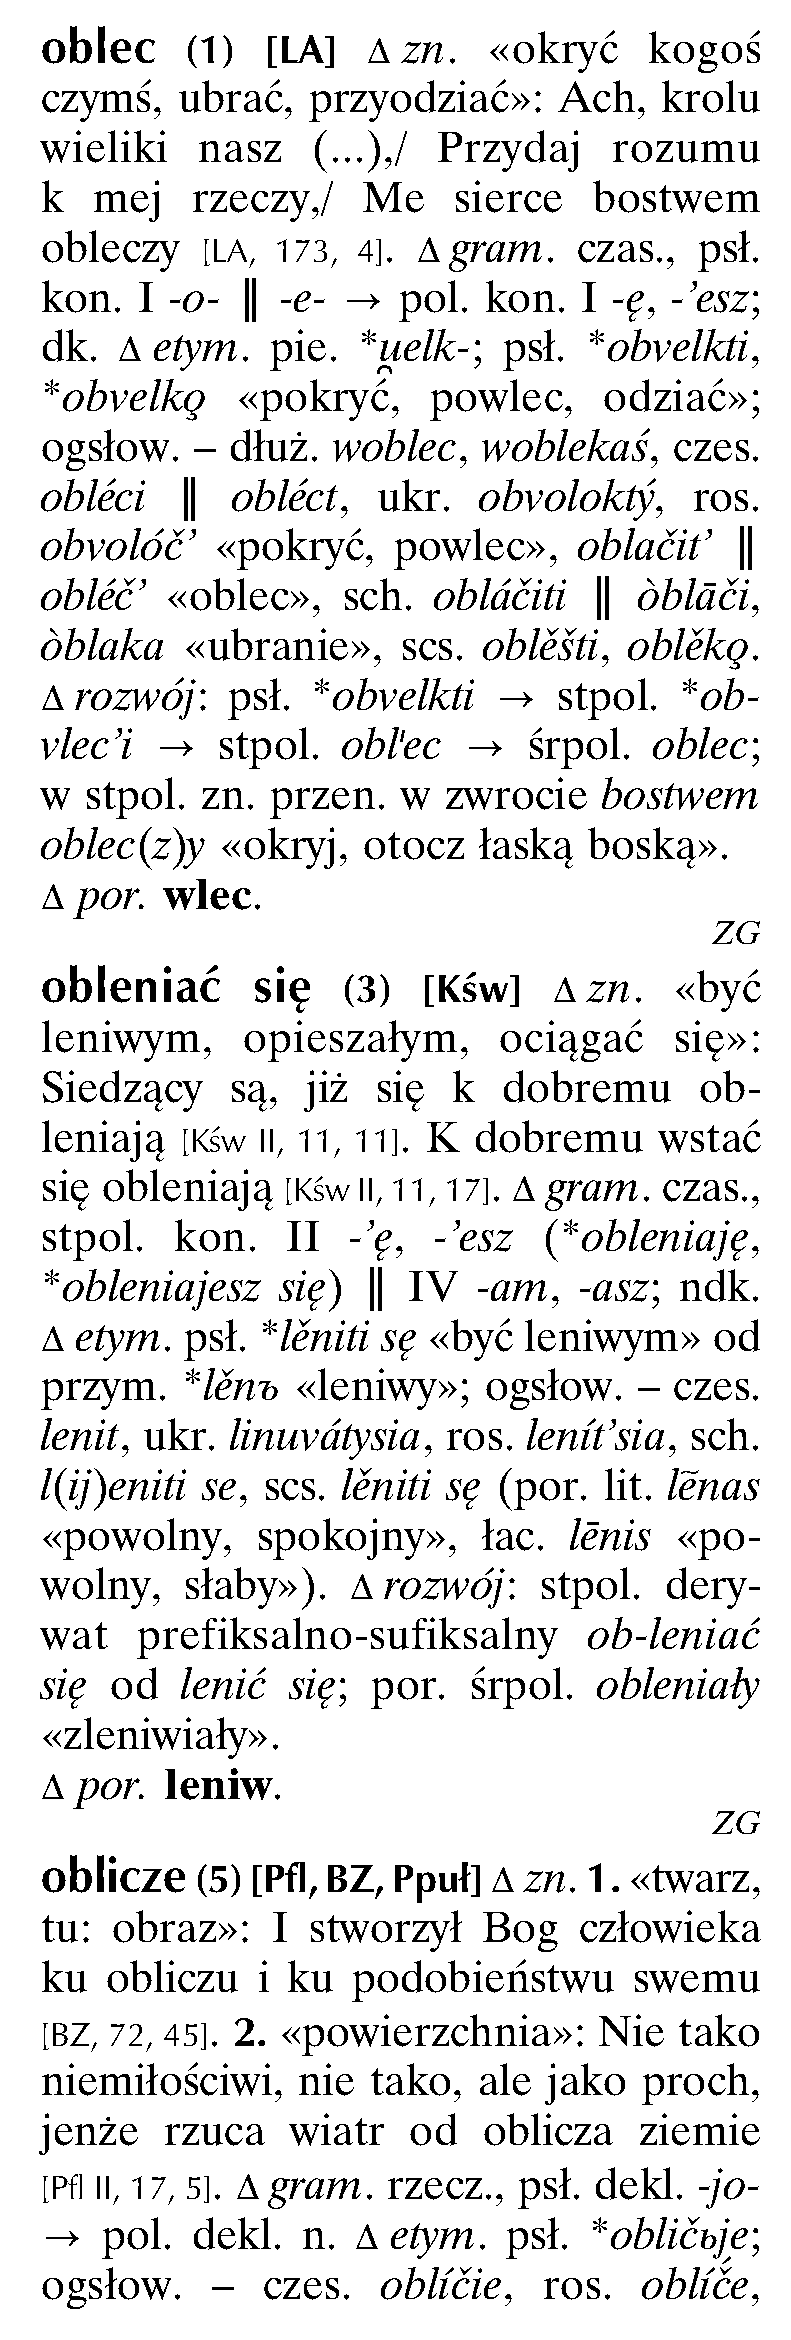 oblec (1) [LA] Δ zn. «okryć kogoś
czymś, ubrać, przyodziać»: Ach, krolu
wieliki nasz (...),/ Przydaj rozumu
k mej rzeczy,/ Me sierce bostwem
obleczy [LA, 173, 4]. Δ gram. czas., psł.
kon. I -o- ‖ -e- → pol. kon. I -ę, -’esz;
dk. Δ etym. pie. *u̯elk-; psł. *obvelkti,
*obvelkǫ «pokryć, powlec, odziać»;
ogsłow. – dłuż. woblec, woblekaś, czes.
obléci ‖ obléct, ukr. obvoloktý, ros.
obvolóč’ «pokryć, powlec», oblačit’ ‖
obléč’ «oblec», sch. obláčiti ‖ òblāči,
òblaka «ubranie», scs. oblěšti, oblěkǫ.
Δ rozwój: psł. *obvelkti → stpol. *ob-
vlec’i → stpol. obl'ec → śrpol. oblec;
w stpol. zn. przen. w zwrocie bostwem
oblec(z)y «okryj, otocz łaską boską».
Δ por. wlec.
ZG
obleniać się (3) [Kśw] Δ zn. «być
leniwym, opieszałym, ociągać się»:
Siedzący są, jiż się k dobremu ob-
leniają [Kśw II, 11, 11]. K dobremu wstać
się obleniają [Kśw II, 11, 17]. Δ gram. czas.,
stpol. kon. II -’ę, -’esz (*obleniaję,
*obleniajesz się) ‖ IV -am, -asz; ndk.
Δ etym. psł. *lěniti sę «być leniwym» od
przym. *lěnъ «leniwy»; ogsłow. – czes.
lenit, ukr. linuvátysia, ros. lenít’sia, sch.
l(ij)eniti se, scs. lěniti sę (por. lit. lẽnas
«powolny, spokojny», łac. lēnis «po-
wolny, słaby»). Δ rozwój: stpol. dery-
wat prefiksalno-sufiksalny ob-leniać
się od lenić się; por. śrpol. obleniały
«zleniwiały».
Δ por. leniw.
ZG
oblicze (5) [Pfl, BZ, Ppuł] Δ zn. 1. «twarz,
tu: obraz»: I stworzył Bog człowieka
ku obliczu i ku podobieństwu swemu
[BZ, 72, 45]. 2. «powierzchnia»: Nie tako
niemiłościwi, nie tako, ale jako proch,
jenże rzuca wiatr od oblicza ziemie
[Pfl II, 17, 5]. Δ gram. rzecz., psł. dekl. -jo-
→ pol. dekl. n. Δ etym. psł. *obličьje;
ogsłow. – czes. oblíčie, ros. oblíč́e,